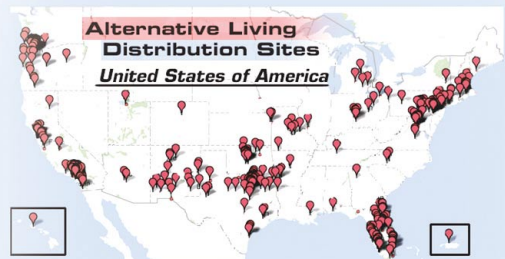 Alternative Living
Distribution Sites
United States of America